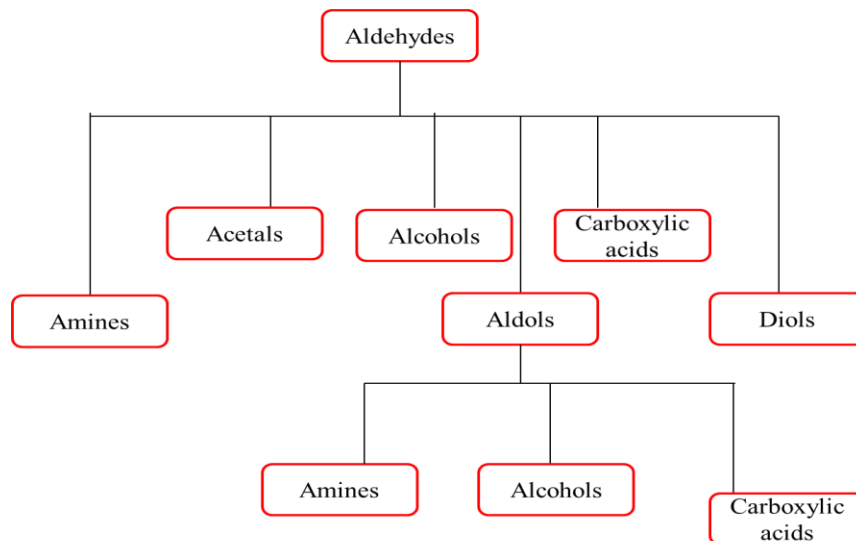 Aldehydes
Acetals
Alcohols
Carboxylic
acids
Amines
Aldols
Diols
Amines
Alcohols
Carboxylic
acids